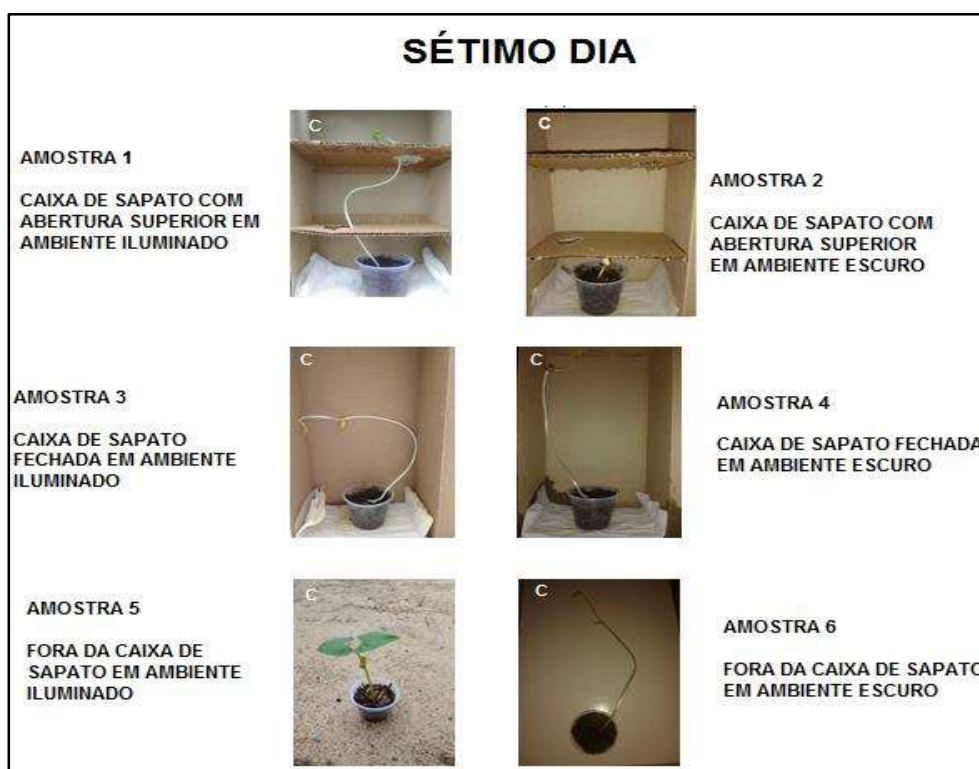 SÉTIMO DIA
C
AMOSTRA 1
CAIXA DE SAPATO COM
ABERTURA SUPERIOR EM
AMBIENTE ILUMINADO
C
AMOSTRA 2
CAIXA DE SAPATO COM
ABERTURA SUPERIOR
EM AMBIENTE ESCURO
C
AMOSTRA 3
CAIXA DE SAPATO
FECHADA EM AMBIENTE
ILUMINADO
C
AMOSTRA 4
CAIXA DE SAPATO FECHADA
EM AMBIENTE ESCURO
C
AMOSTRA 5
FORA DA CAIXA DE
SAPATO EM AMBIENTE
ILUMINADO
C
AMOSTRA 6
FORA DA CAIXA DE SAPATO
EM AMBIENTE ESCURO